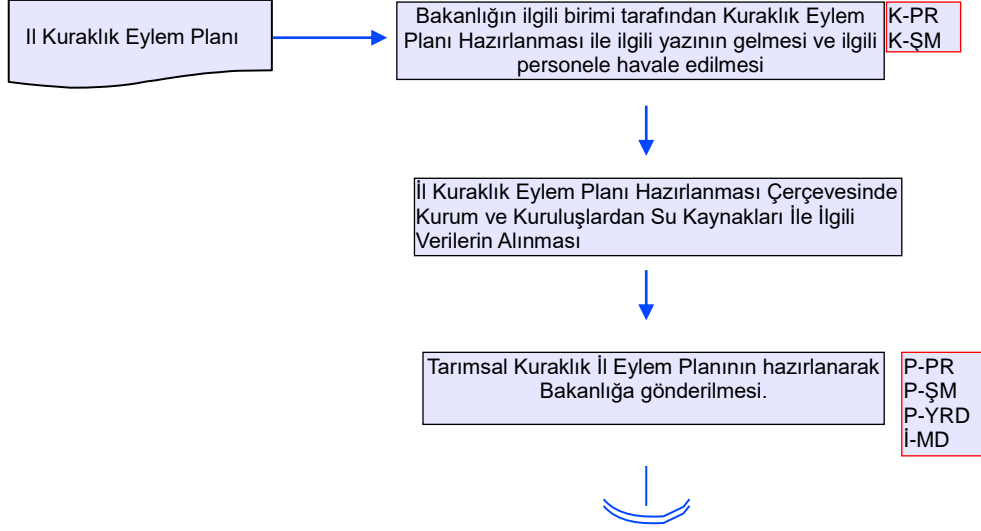 Il Kuraklık Eylem Planı
Bakanlığın ilgili birimi tarafından Kuraklık Eylem
Planı Hazırlanması ile ilgili yazının gelmesi ve ilgili
personele havale edilmesi
K-PR
K-ŞM
İl Kuraklık Eylem Planı Hazırlanması Çerçevesinde
Kurum ve Kuruluşlardan Su Kaynakları İle İlgili
Verilerin Alınması
Tarımsal Kuraklık İl Eylem Planının hazırlanarak
Bakanlığa gönderilmesi.
P-PR
P-ŞM
P-YRD
İ-MD